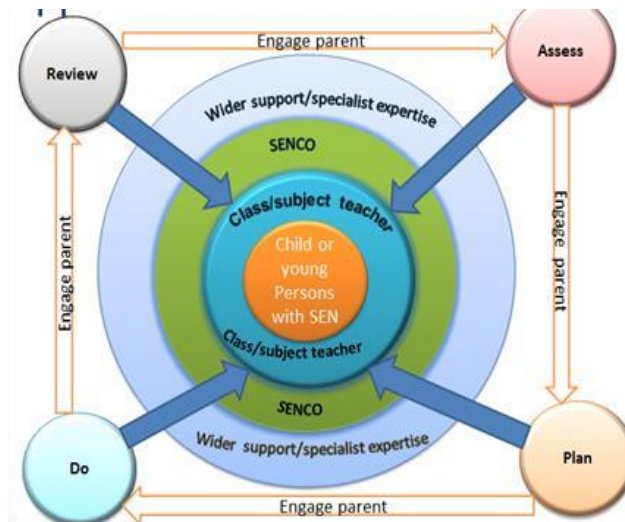 Engage parent
Review
Assess
Wider support/specialist expertise
SENCO
Class/subject teacher
Child or
young
Persons
with SEN
Engage parent
Engage parent
Class/subject teacher
SENCO
Wider support/specialist expertise
Do
Plan
Engage parent